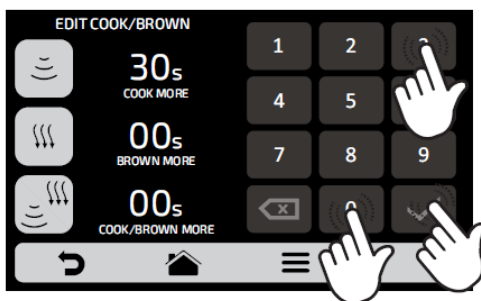 EDIT COOK/BROWN
30s
COOK MORE
00s
BROWN MORE
00s
COOK/BROWN MORE
1 2
4 5
7 8 9